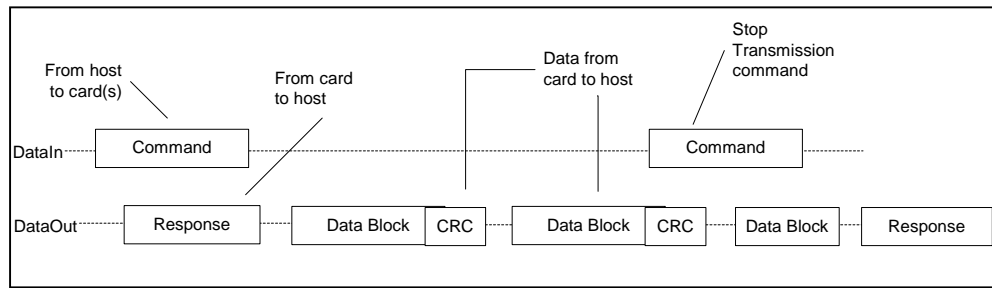 From host
to card(s)
From card
to host
Data from
card to host
Stop
Transmission
command
DataIn
Command
Command
DataOut
Response
Data Block
CRC
Data Block
CRC
Data Block
Response